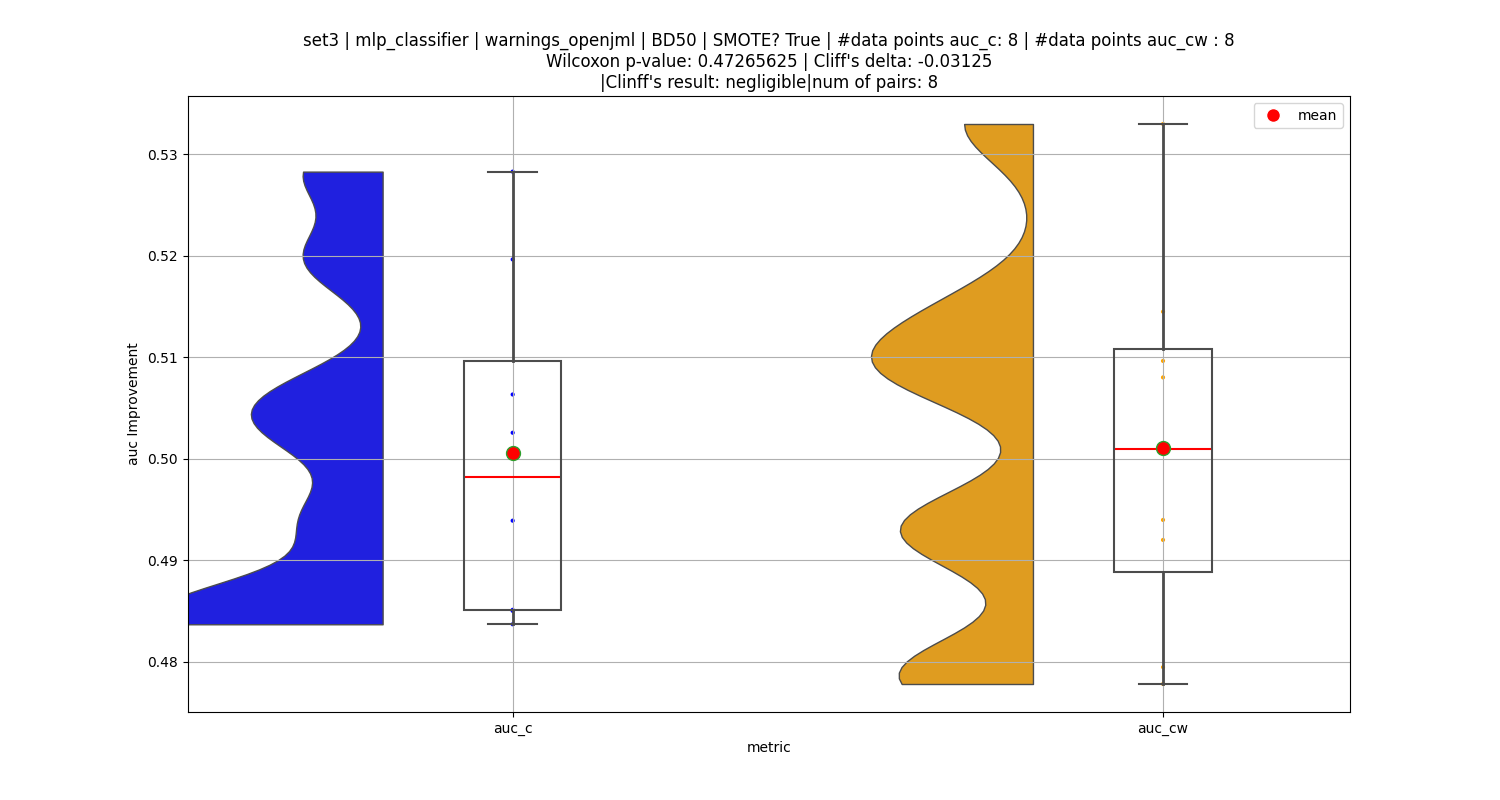 set3 | mlp_classifier | warnings_openjml | BD50 | SMOTE? True | #data points auc_c: 8 | #data points auc_cw : 8
Wilcoxon p-value: 0.47265625 | Cliff's delta: -0.03125
|Clinff's result: negligible|num of pairs: 8
mean
0.53
0.52
0.51
0.50
0.49
0.48
auc Improvement
auc_c
auc_cw
metric